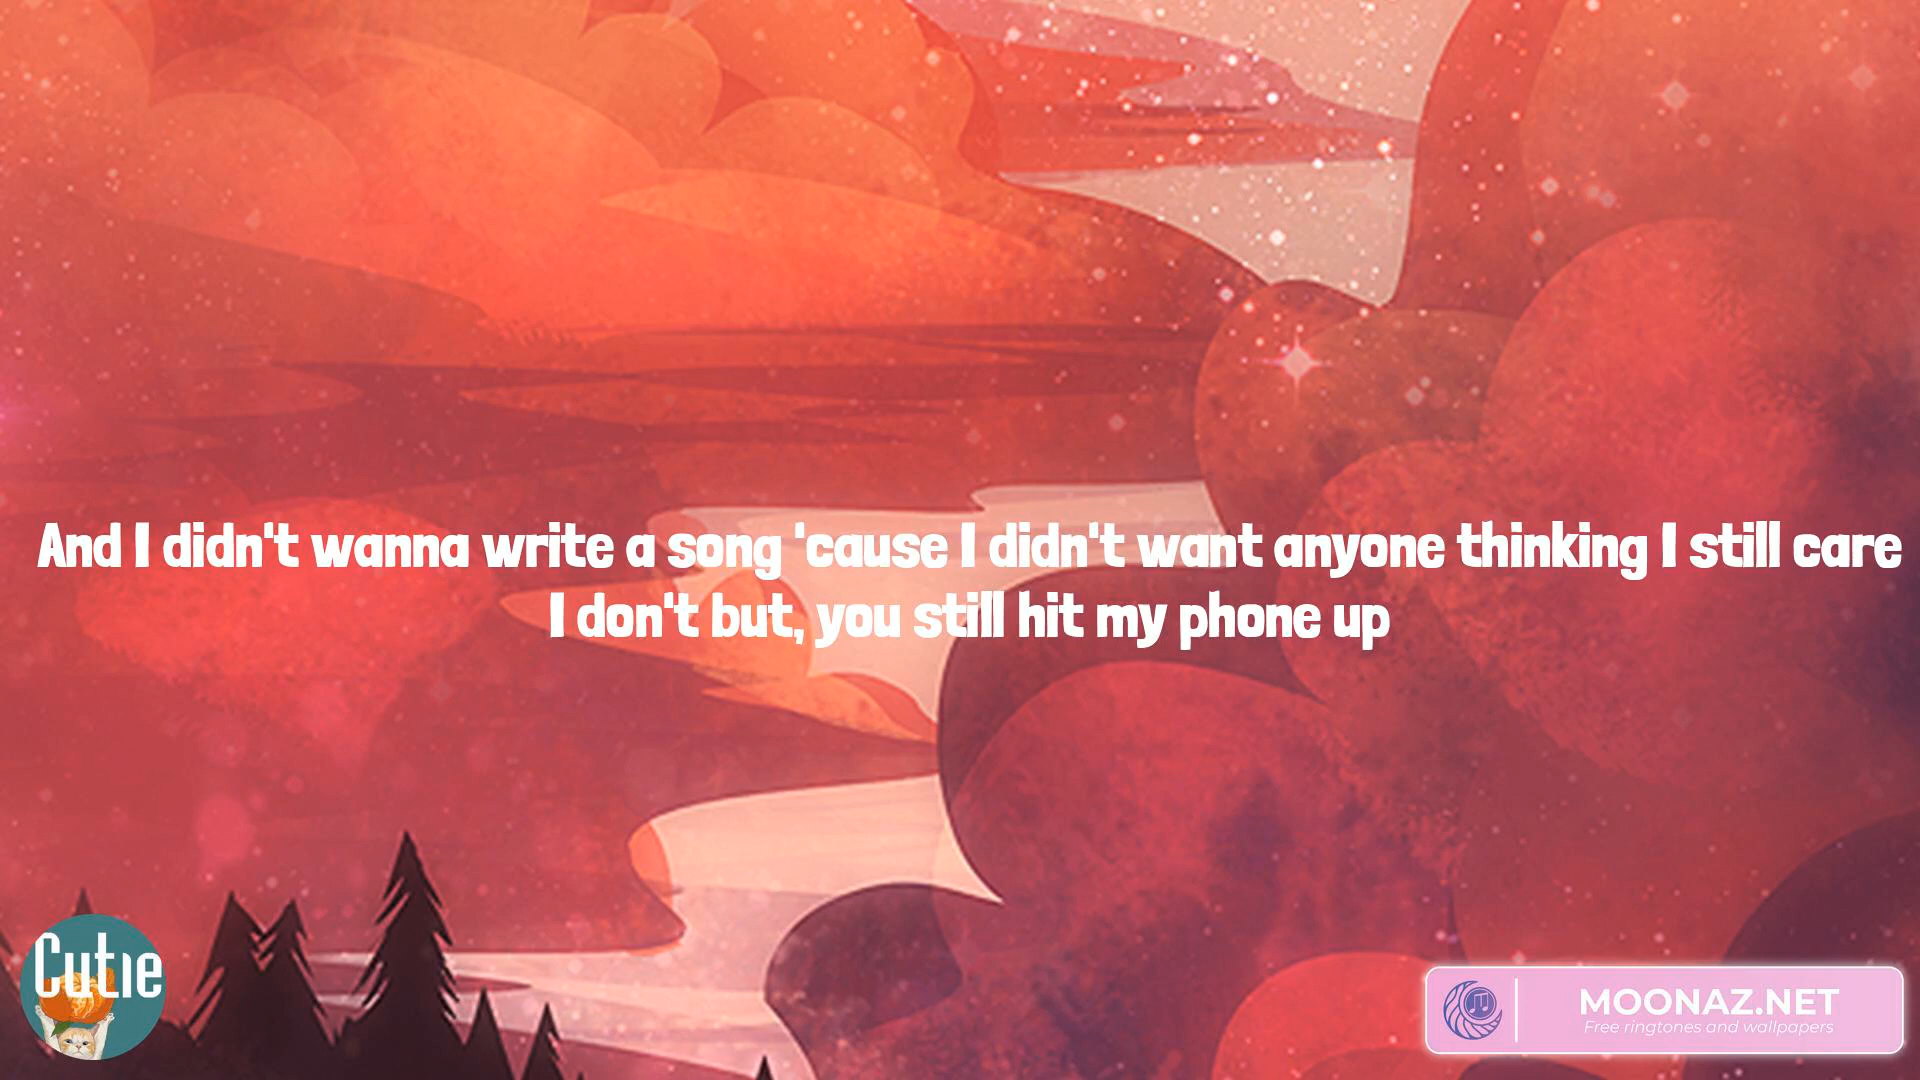 And I didn't wanna write a song 'cause I didn't want anyone thinking I still care
I don't but, you still hit my phone up
Cutie
MOONAZ.NET
Free ringtones and wallpapers